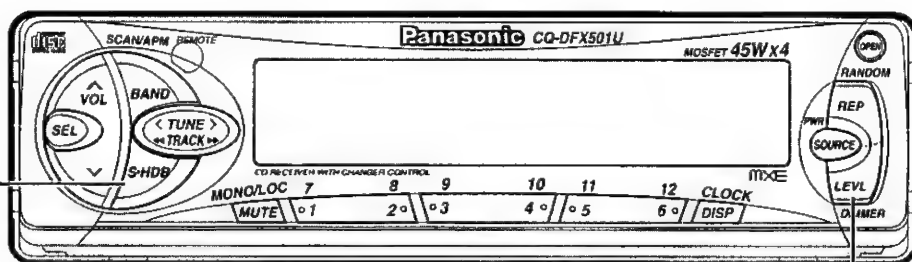 disc
SCAN/APM REMOTE
Panasonic CQ-DFX501U
MOSFET 45Wx4
OPEN
VOL
BAND
SEL
< TUNE >
TRACK
S·HDB
RANDOM
REP
PWR
SOURCE
LEVL
DIMMER
CD RECEIVER WITH CHANGER CONTROL
MXE
MONO/LOC 7 8 9 10 11 12 CLOCK
MUTE 1 2 3 4 5 6 DISP